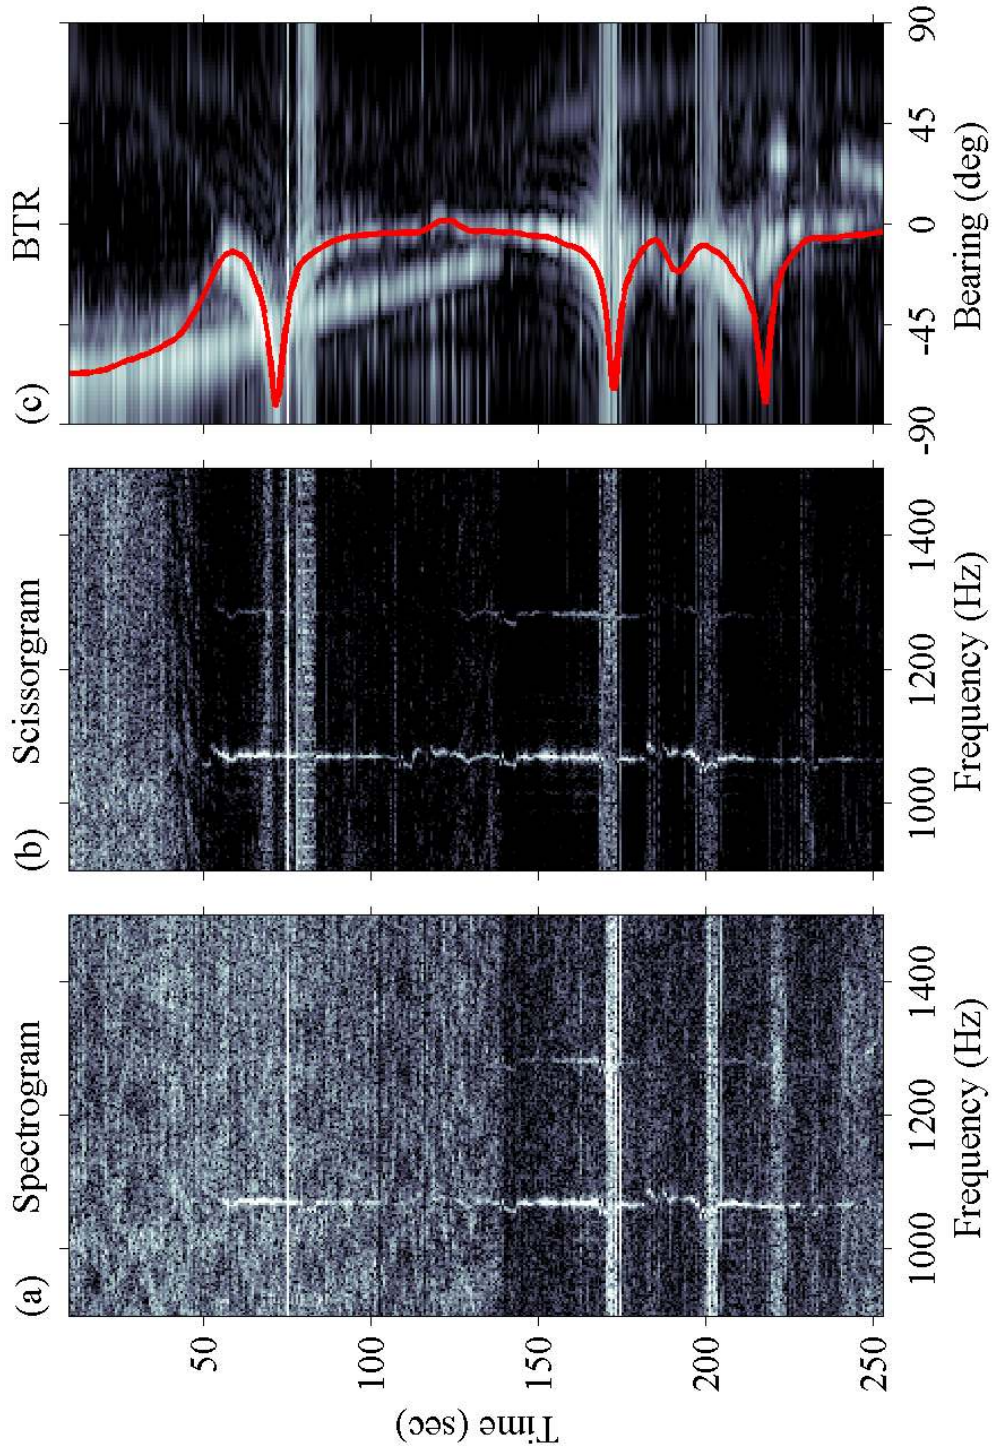 (a) Spectrogram
(b) Scissorgram
(c) BTR
Time (sec)
50
100
150
200
250
1000 1200 1400
Frequency (Hz)
1000 1200 1400
Frequency (Hz)
-90 -45 0 45 90
Bearing (deg)